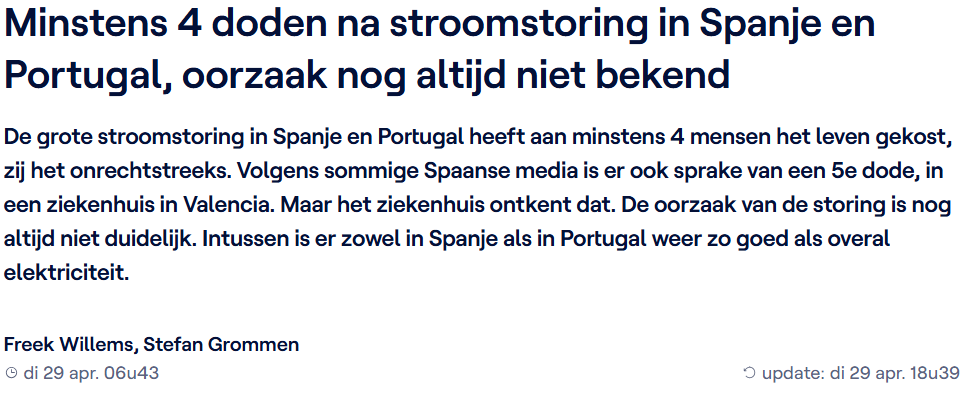 Minstens 4 doden na stroomstoring in Spanje en
Portugal, oorzaak nog altijd niet bekend
De grote stroomstoring in Spanje en Portugal heeft aan minstens 4 mensen het leven gekost,
zij het onrechtstreeks. Volgens sommige Spaanse media is er ook sprake van een 5e dode, in
een ziekenhuis in Valencia. Maar het ziekenhuis ontkent dat. De oorzaak van de storing is nog
altijd niet duidelijk. Intussen is er zowel in Spanje als in Portugal weer zo goed als overal
elektriciteit.
Freek Willems, Stefan Grommen
di 29 apr. 06u43
update: di 29 apr. 18u39